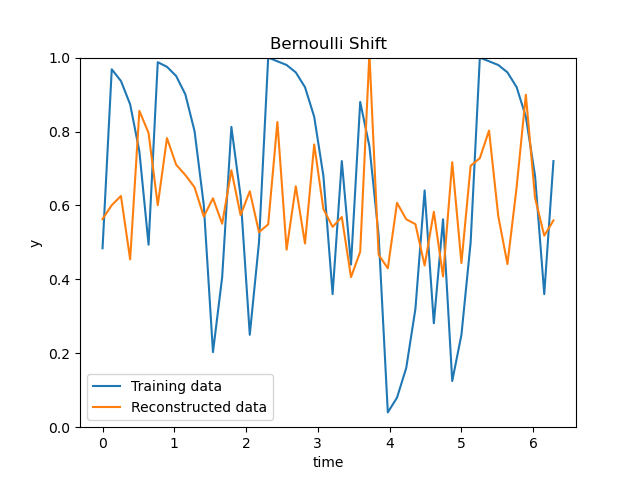 Bernoulli Shift
1.0
0.8
0.6
0.4
0.2
0.0
y
Training data
Reconstructed data
0 1 2 3 4 5 6
time